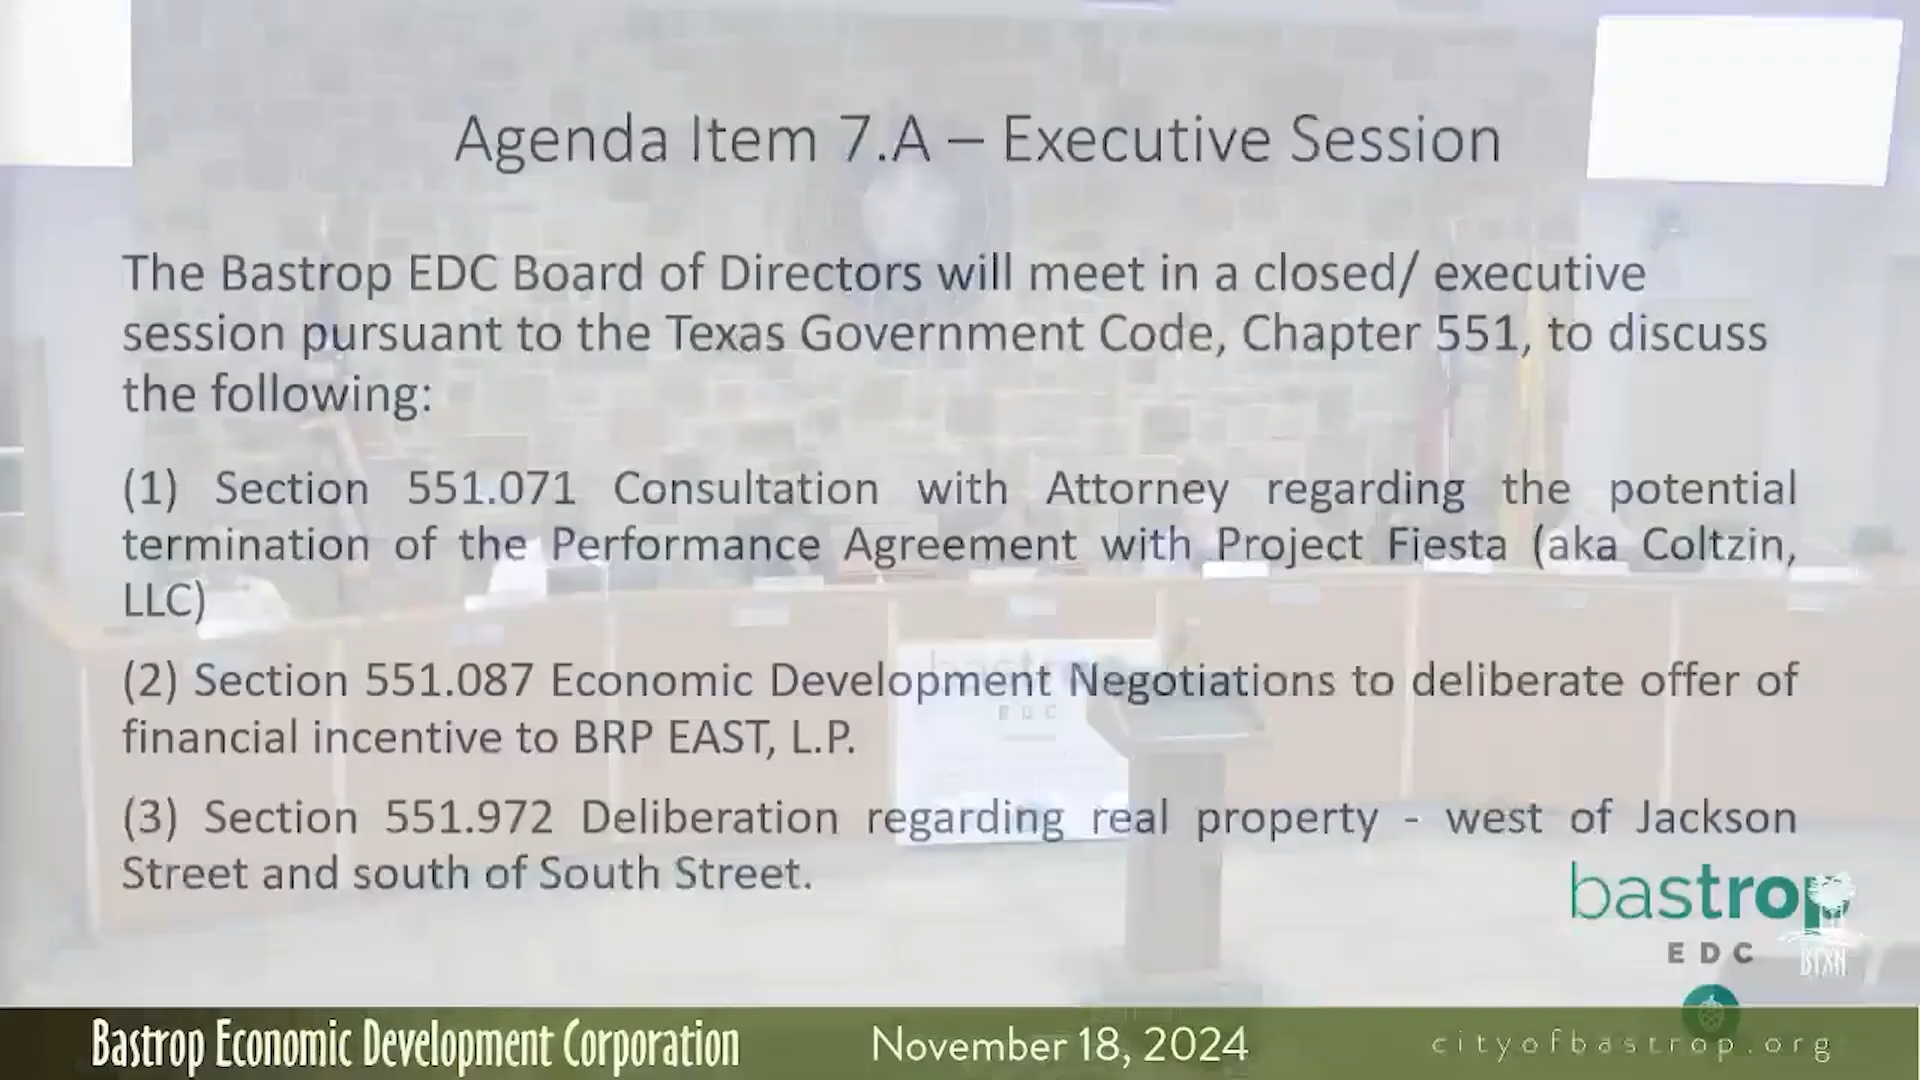 Agenda Item 7.A – Executive Session
The Bastrop EDC Board of Directors will meet in a closed/ executive
session pursuant to the Texas Government Code, Chapter 551, to discuss
the following:
(1) Section 551.071 Consultation with Attorney regarding the potential
termination of the Performance Agreement with Project Fiesta (aka Coltzin,
LLC)
(2) Section 551.087 Economic Development Negotiations to deliberate offer of
financial incentive to BRP EAST, L.P.
(3) Section 551.972 Deliberation regarding real property - west of Jackson
Street and south of South Street.
bastrop
EDC
BTXN
Bastrop Economic Development Corporation
November 18, 2024
cityofbastrop.org